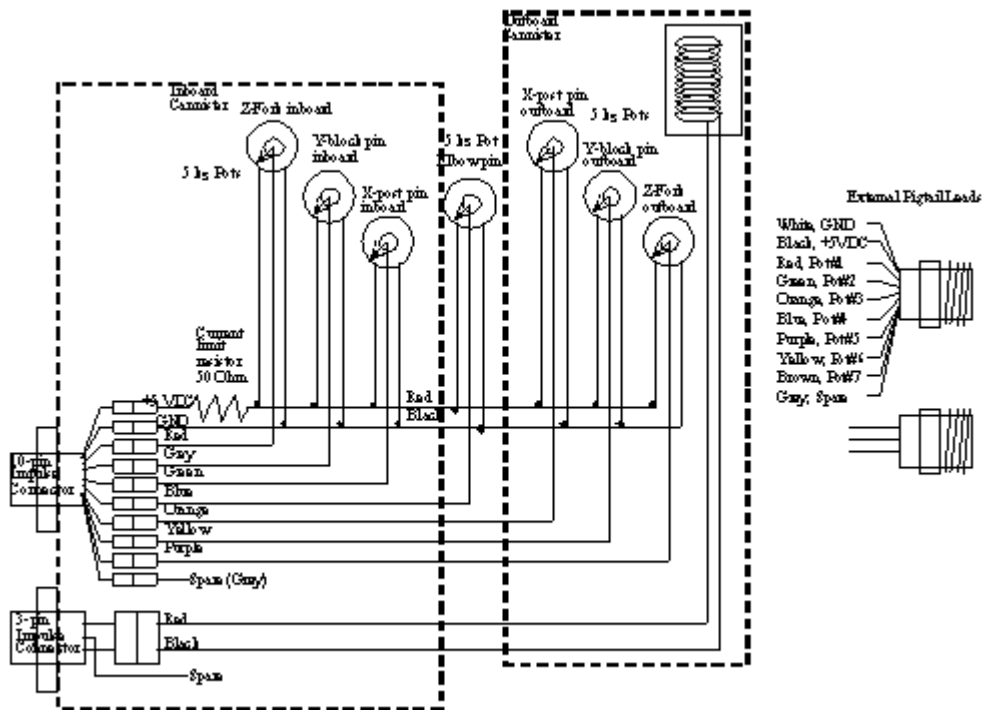 Outboard
Cannister
Inboard
Cannister
Z-Fork inboard
X-post pin
outboard
5 Pots
Y-block pin
inboard
5 Pot
Elbow pin
Y-block pin
outboard
5 Pots
X-post pin
inboard
Z-Fork
outboard
External Pigtail Leads
White, GND
Black, +5VDC
Red, Pot#1
Green, Pot#2
Orange, Pot#3
Blue, Pot#4
Purple, Pot#5
Yellow, Pot#6
Brown, Pot#7
Gray, Spare
Current
limit
resistor
50 Ohm
+5 VDC
Red
Black
GND
Red
Gray
Green
Blue
Orange
Yellow
Purple
Spare (Gray)
10-pin
Impulse
Connector
3-pin
Impulse
Connector
Red
Black
Spare